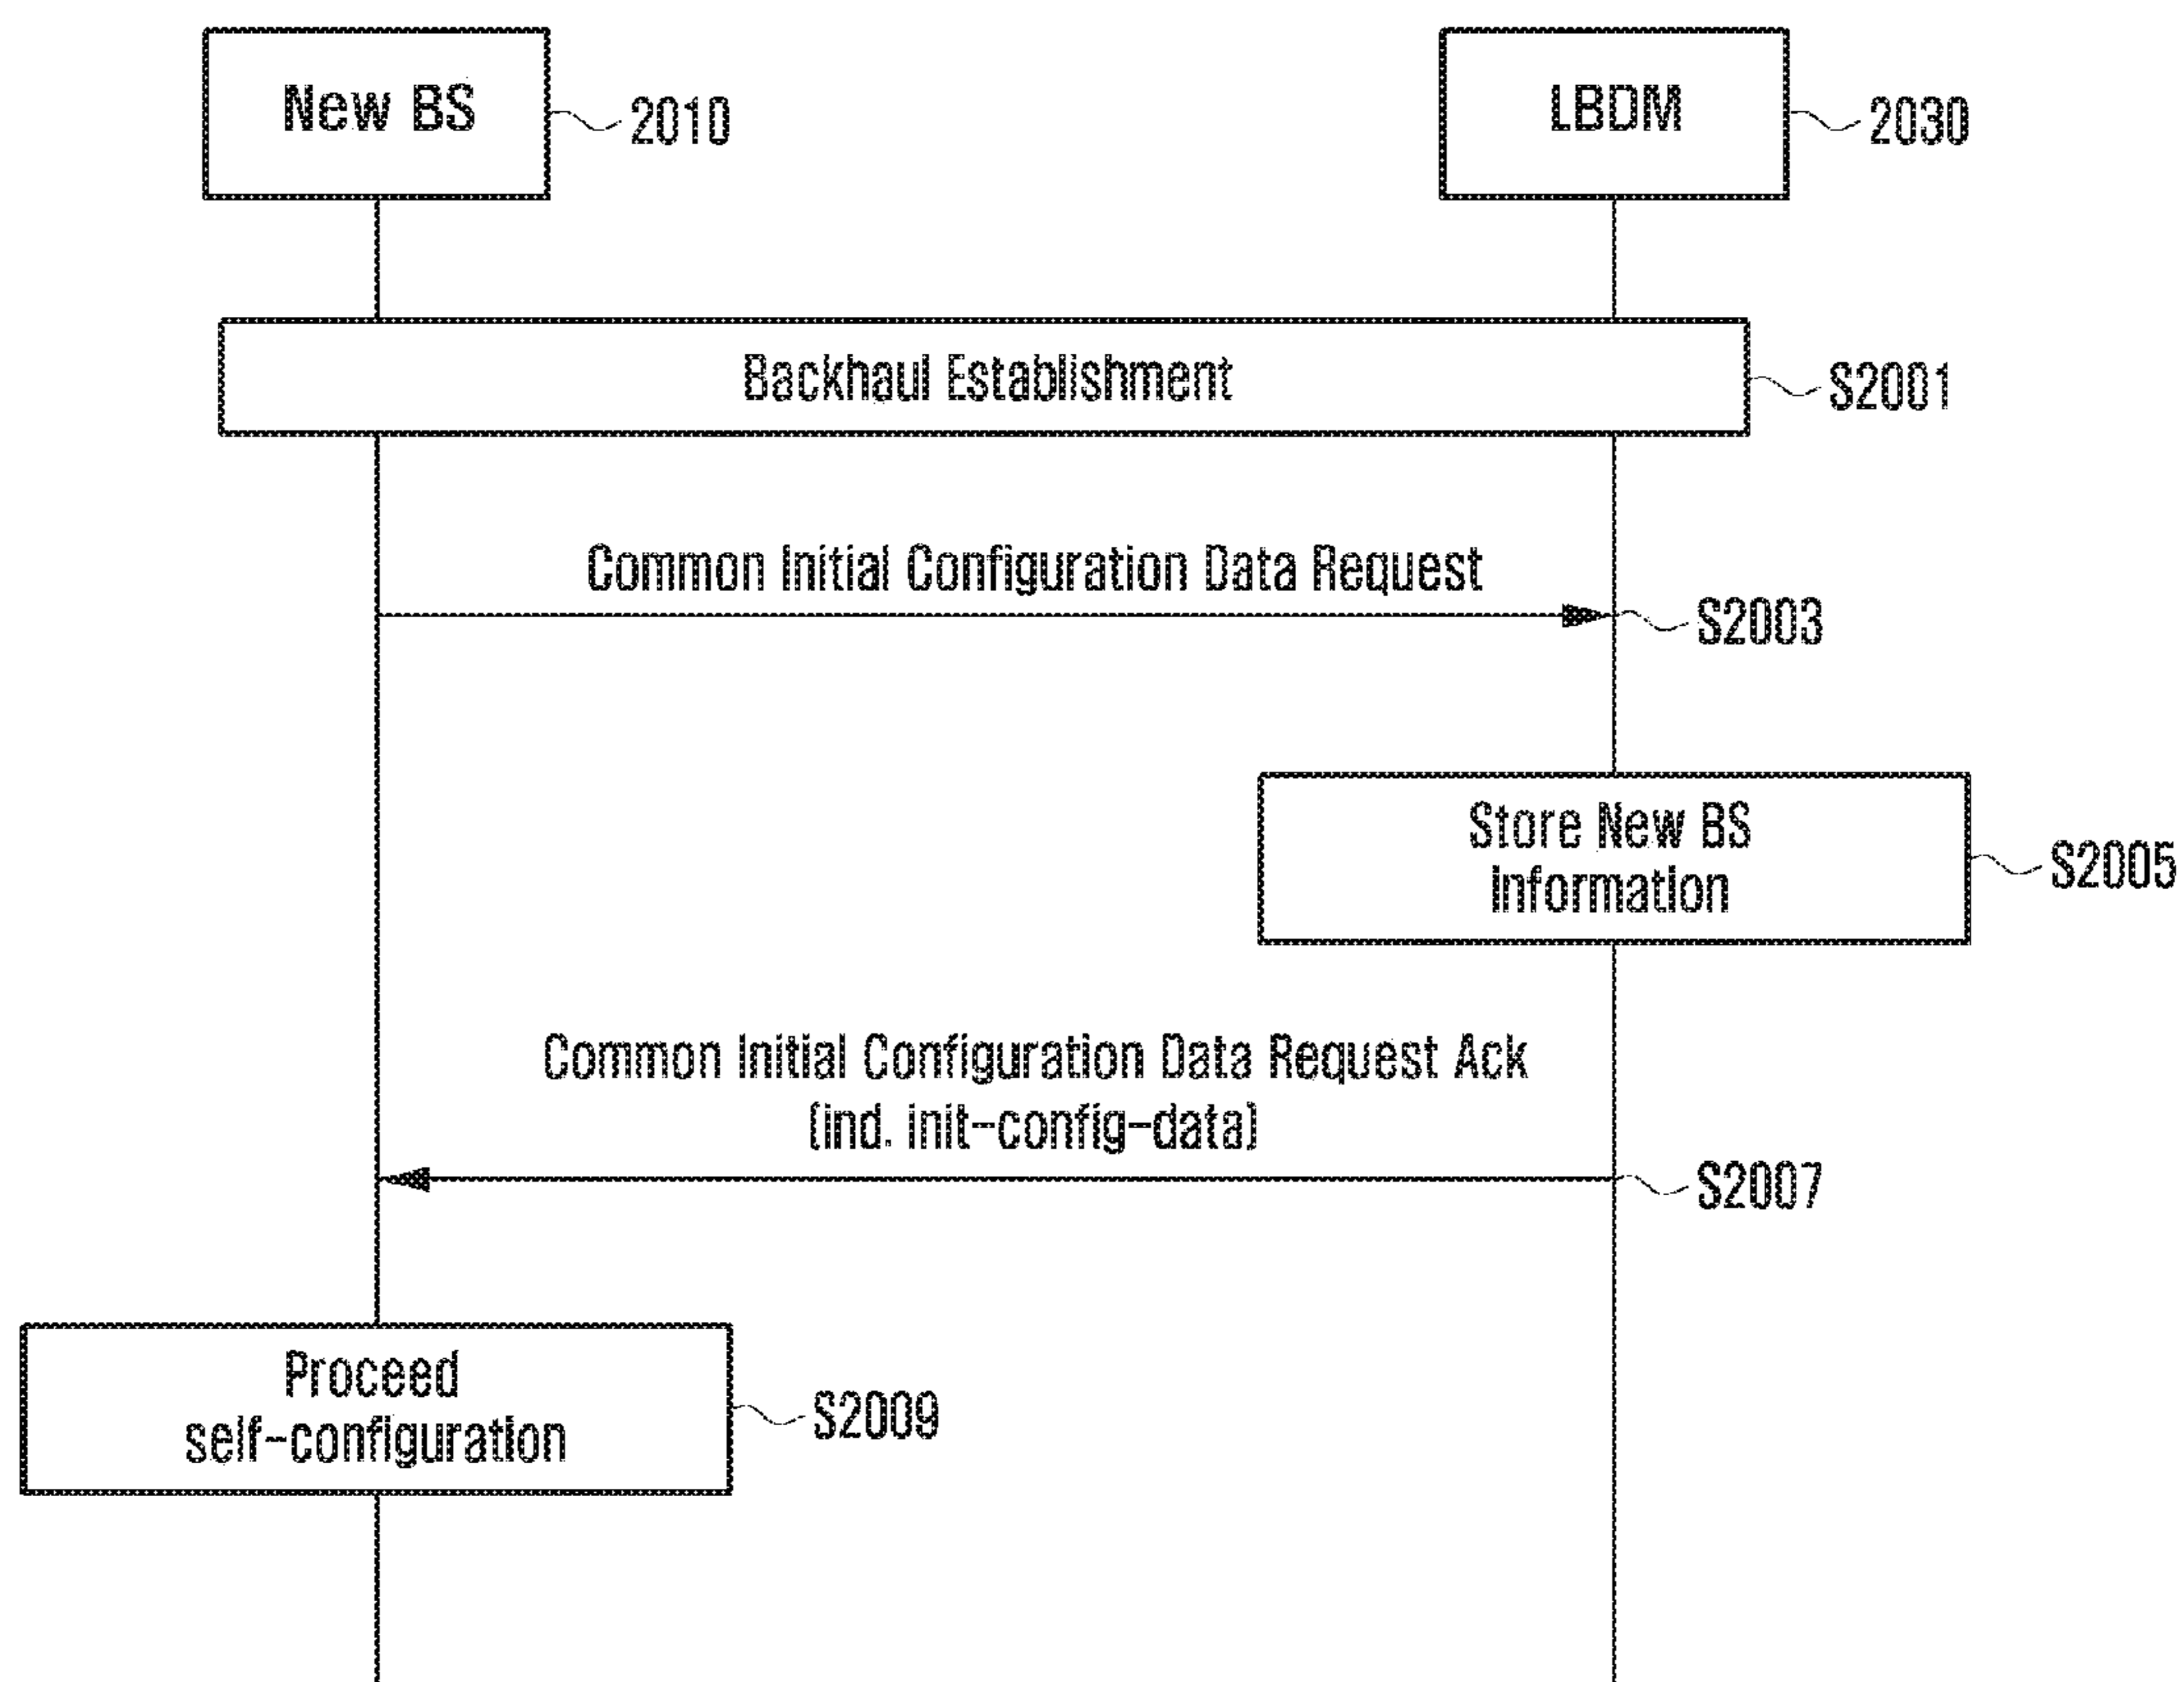 New BS
2010
LBDM
2030
Backhaul Establishment
S2001
Common Initial Configuration Data Request
S2003
Store New BS
Information
S2005
Common Initial Configuration Data Request Ack
(ind. init-config-data)
S2007
Proceed
self-configuration
S2009